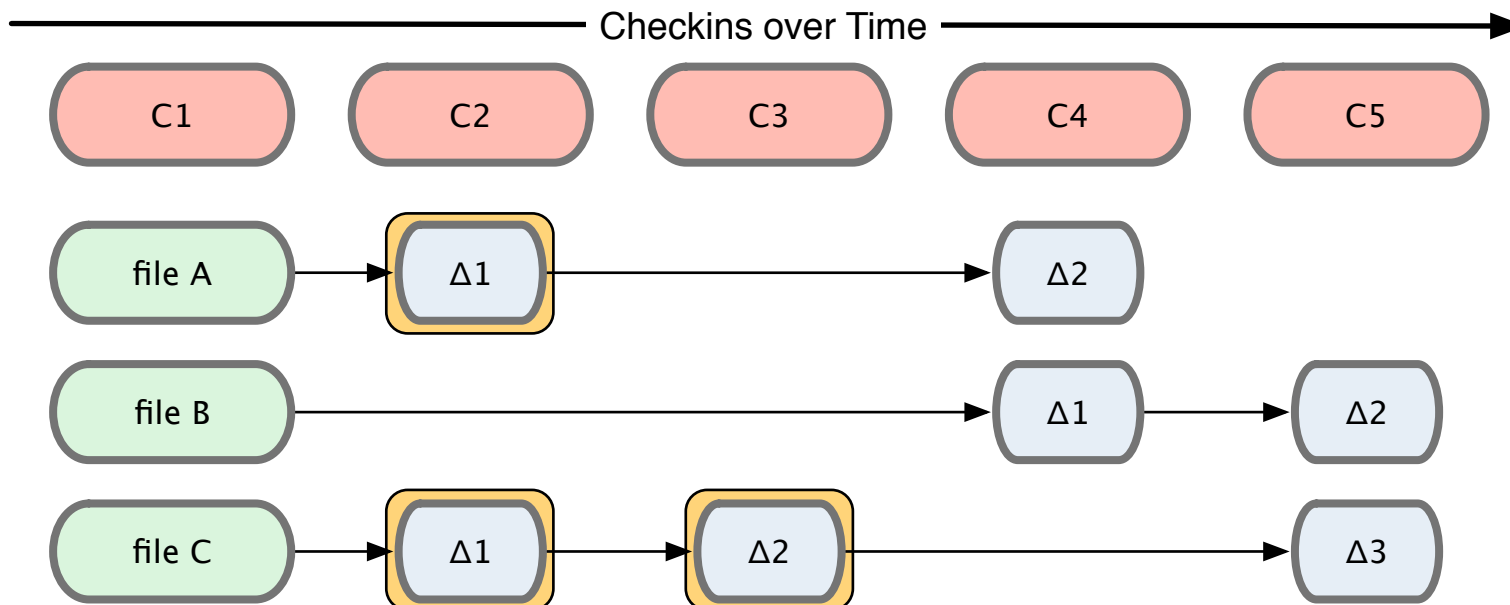 Checkins over Time
C1 C2 C3 C4 C5
file A Δ1 Δ2
file B Δ1 Δ2
file C Δ1 Δ2 Δ3